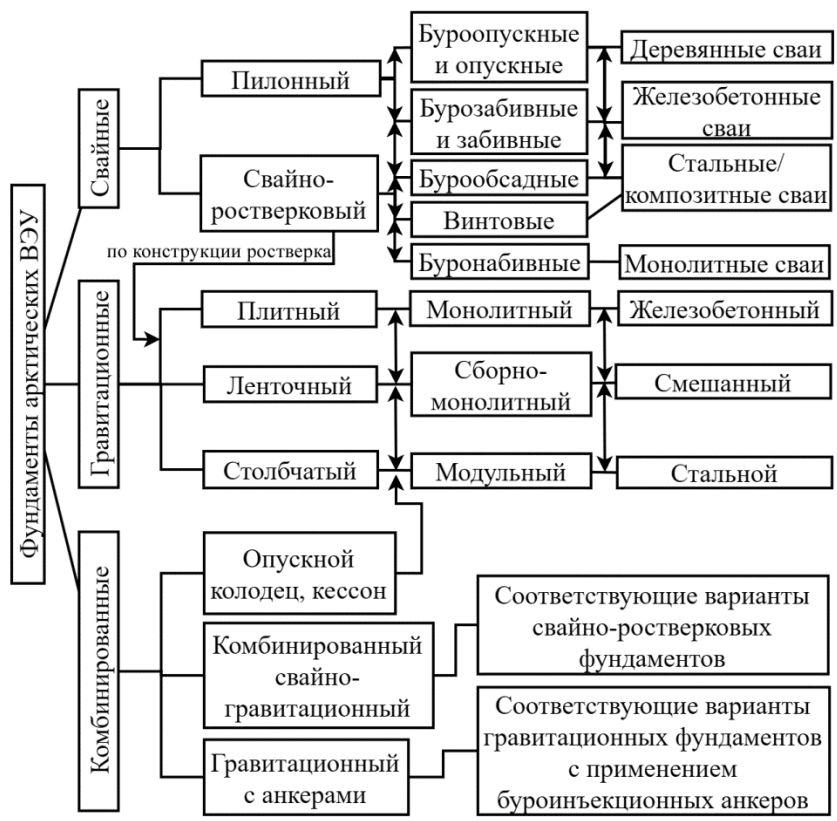 Фундаменты арктических ВЭУ
Свайные
Пилонный
Свайно-
ростверковый
по конструкции ростверка
Буроопускные
и опускные
Бурозабивные
и забивные
Бурообсадные
Винтовые
Буронабивные
Деревянные сваи
Железобетонные
сваи
Стальные/
композитные сваи
Монолитные сваи
Гравитационные
Плитный
Ленточный
Столбчатый
Монолитный
Сборно-
монолитный
Модульный
Железобетонный
Смешанный
Стальной
Комбинированные
Опускной
колодец, кессон
Комбинированный
свайно-
гравитационный
Гравитационный
с анкерами
Соответствующие варианты
свайно-ростверковых
фундаментов
Соответствующие варианты
гравитационных фундаментов
с применением
буроинъекционных анкеров